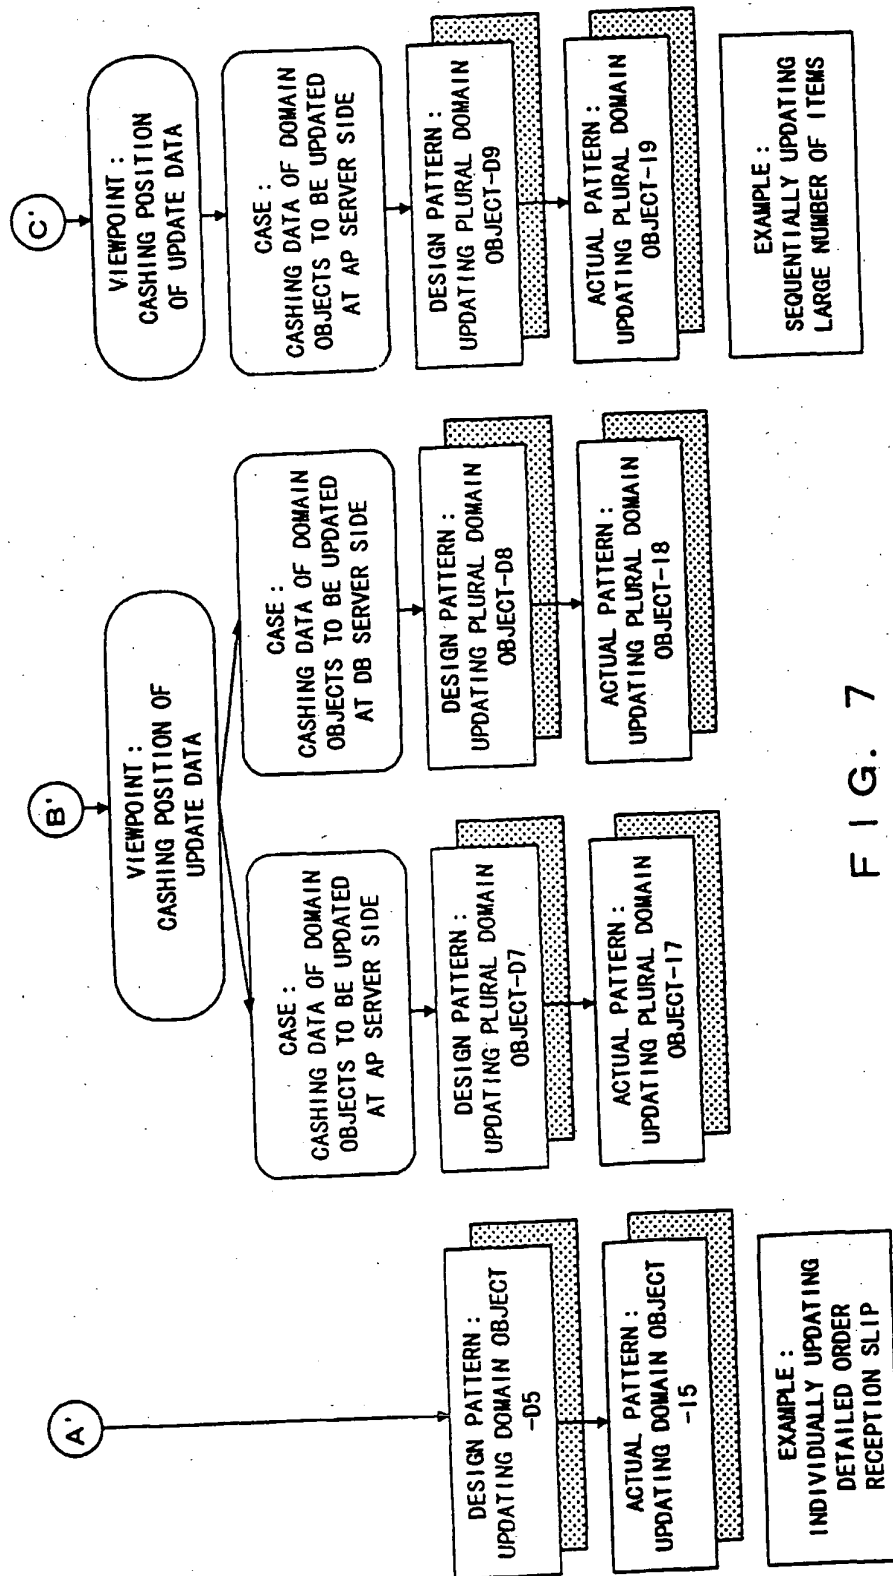 A'
DESIGN PATTERN :
UPDATING DOMAIN OBJECT
-D5
ACTUAL PATTERN :
UPDATING DOMAIN OBJECT
-I5
EXAMPLE :
INDIVIDUALLY UPDATING
DETAILED ORDER
RECEPTION SLIP
B'
VIEWPOINT :
CASHING POSITION OF
UPDATE DATA
CASE :
CASHING DATA OF DOMAIN
OBJECTS TO BE UPDATED
AT AP SERVER SIDE
DESIGN PATTERN :
UPDATING PLURAL DOMAIN
OBJECT-D7
ACTUAL PATTERN :
UPDATING PLURAL DOMAIN
OBJECT-I7
CASE :
CASHING DATA OF DOMAIN
OBJECTS TO BE UPDATED
AT DB SERVER SIDE
DESIGN PATTERN :
UPDATING PLURAL DOMAIN
OBJECT-D8
ACTUAL PATTERN :
UPDATING PLURAL DOMAIN
OBJECT-I8
C'
VIEWPOINT :
CASHING POSITION
OF UPDATE DATA
CASE :
CASHING DATA OF DOMAIN
OBJECTS TO BE UPDATED
AT AP SERVER SIDE
DESIGN PATTERN :
UPDATING PLURAL DOMAIN
OBJECT-D9
ACTUAL PATTERN :
UPDATING PLURAL DOMAIN
OBJECT-I9
EXAMPLE :
SEQUENTIALLY UPDATING
LARGE NUMBER OF ITEMS
FIG. 7